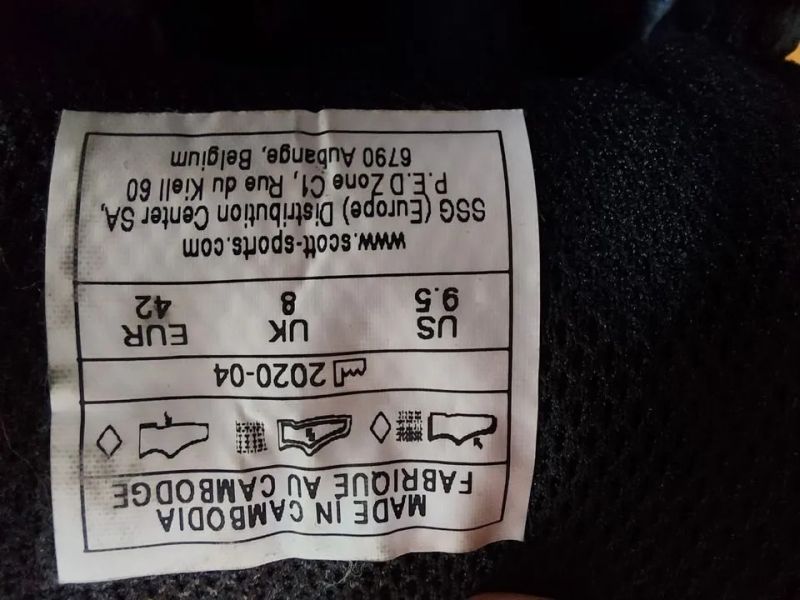 MADE IN CAMBODIA
FABRIQUE AU CAMBODGE
2020-04
US UK EUR
9.5 8 42
www.scott-sports.com
SSG (Europe) Distribution Center SA,
P.E.D Zone C1, Rue du Kiell 60
6790 Aubange, Belgium